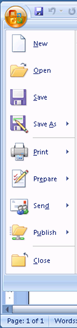 New
Open
Save
Save As
Print
Prepare
Send
Publish
Close
Page: 1 of 1
Words: